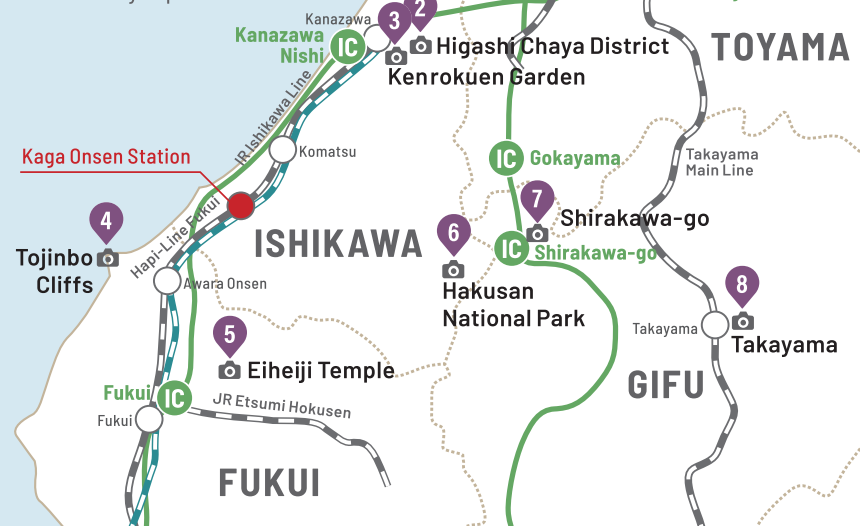 Kanazawa
3
2
Kanazawa
Nishi
IC
Higashi Chaya District
Kenrokuen Garden
TOYAMA
IR Ishikawa Line
Komatsu
Kaga Onsen Station
IC
Gokayama
Takayama
Main Line
7
Shirakawa-go
4
Tojinbo
Cliffs
Hapi-Line Fukui
ISHIKAWA
6
IC
Shirakawa-go
Awara Onsen
Hakusan
National Park
8
Takayama
Takayama
5
Eiheiji Temple
GIFU
Fukui
IC
JR Etsumi Hokusen
Fukui
FUKUI